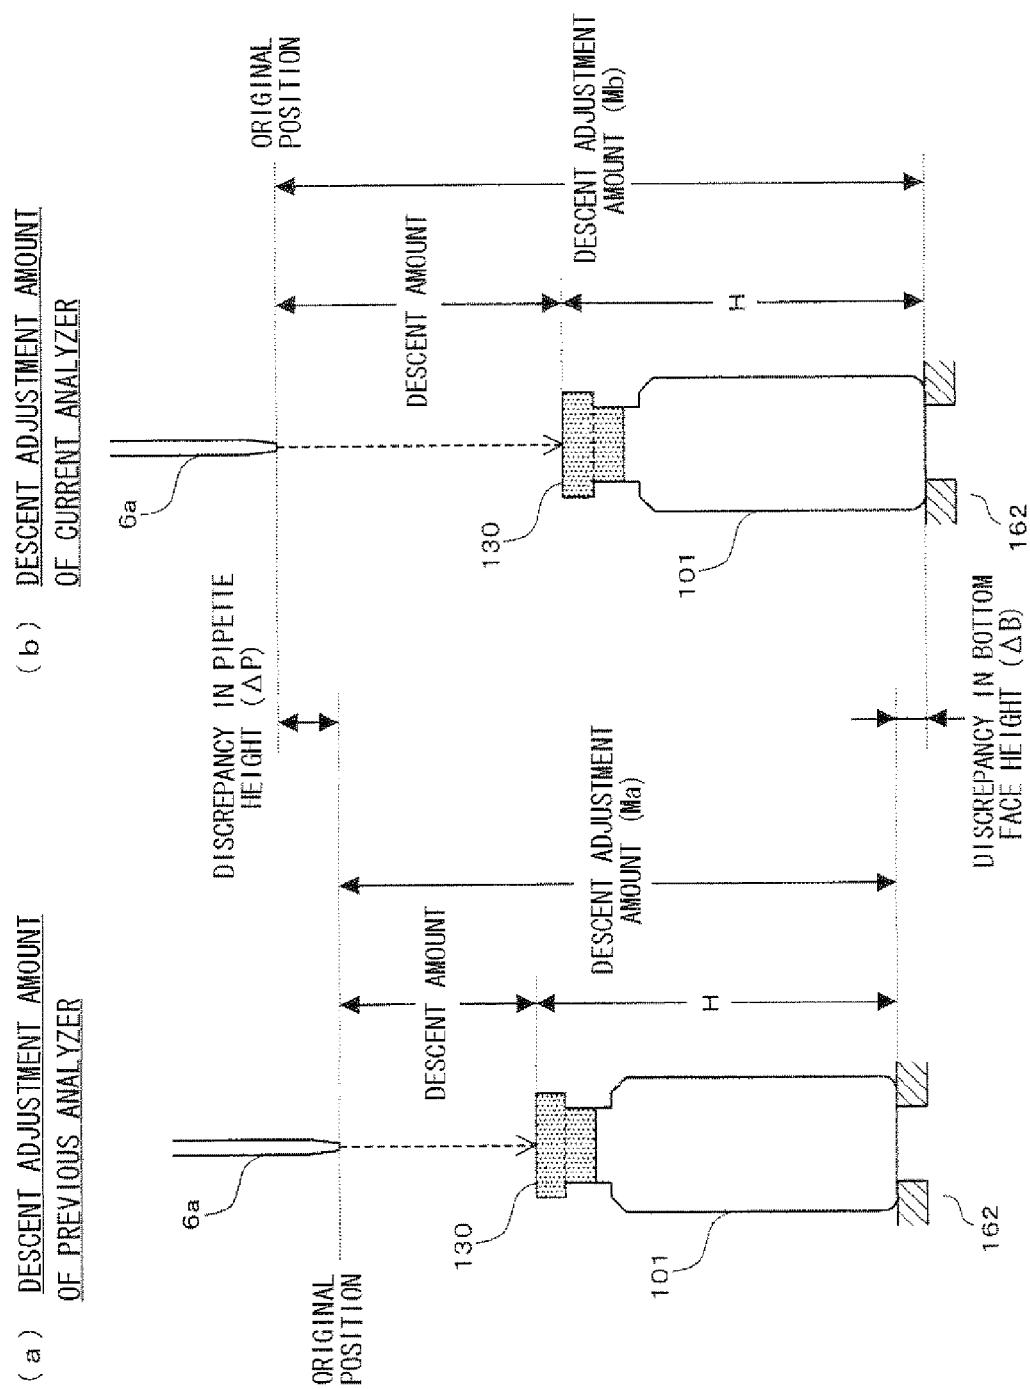 (a) DESCENT ADJUSTMENT AMOUNT
OF PREVIOUS ANALYZER
ORIGINAL
POSITION
6a
130
101
162
DESCENT AMOUNT
H
DESCENT ADJUSTMENT
AMOUNT (Ma)
DISCREPANCY IN PIPETTE
HEIGHT (ΔP)
DISCREPANCY IN BOTTOM
FACE HEIGHT (ΔB)
(b) DESCENT ADJUSTMENT AMOUNT
OF CURRENT ANALYZER
6a
130
101
162
DESCENT AMOUNT
H
DESCENT ADJUSTMENT
AMOUNT (Mb)
ORIGINAL
POSITION